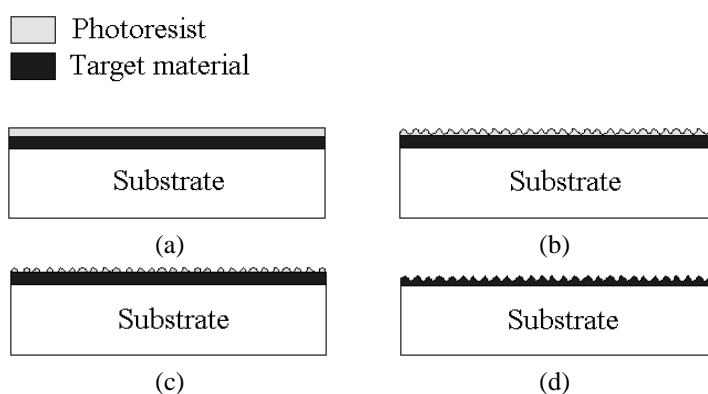 Photoresist
Target material
Substrate
(a)
Substrate
(b)
Substrate
(c)
Substrate
(d)